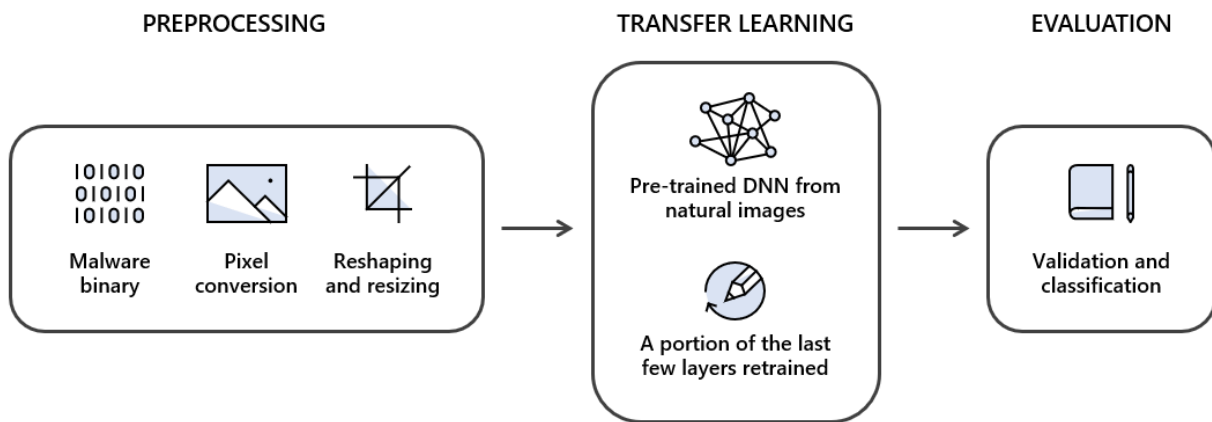 PREPROCESSING
TRANSFER LEARNING
EVALUATION
101010
010101
101010
Malware
binary
Pixel
conversion
Reshaping
and resizing
Pre-trained DNN from
natural images
A portion of the last
few layers retrained
Validation and
classification